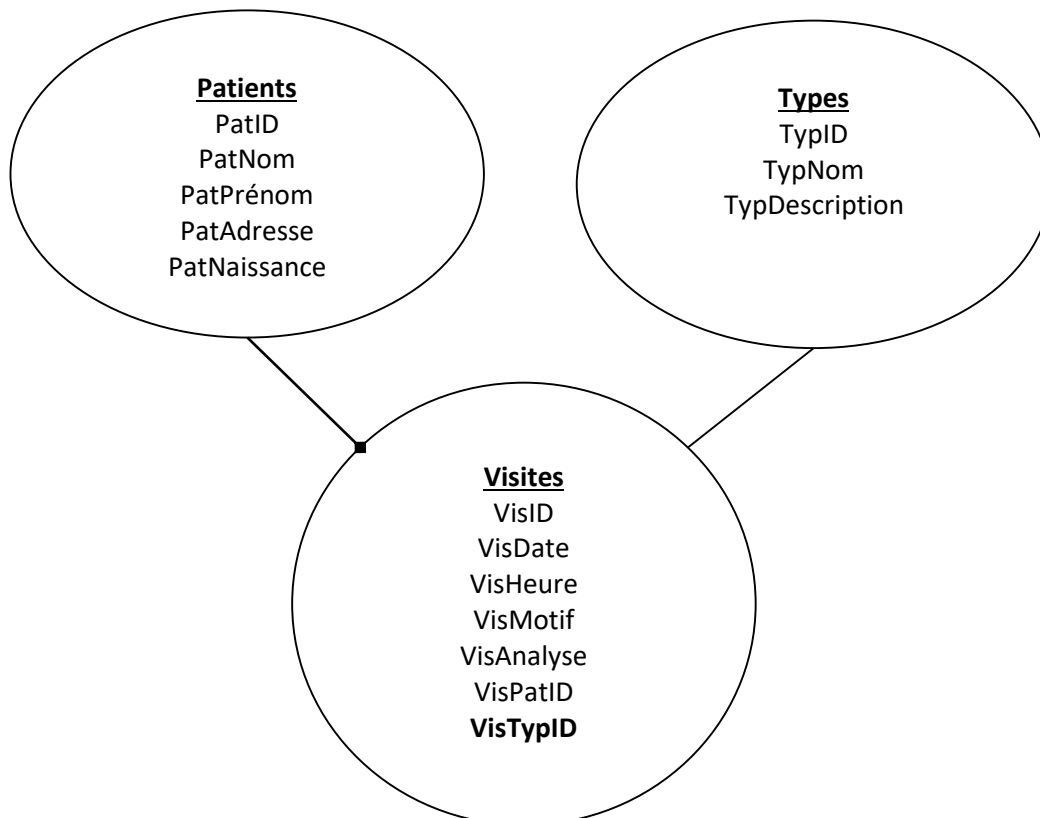 Patients
PatID
PatNom
PatPrénom
PatAdresse
PatNaissance
Types
TypID
TypNom
TypDescription
Visites
VisID
VisDate
VisHeure
VisMotif
VisAnalyse
VisPatID
VisTypID